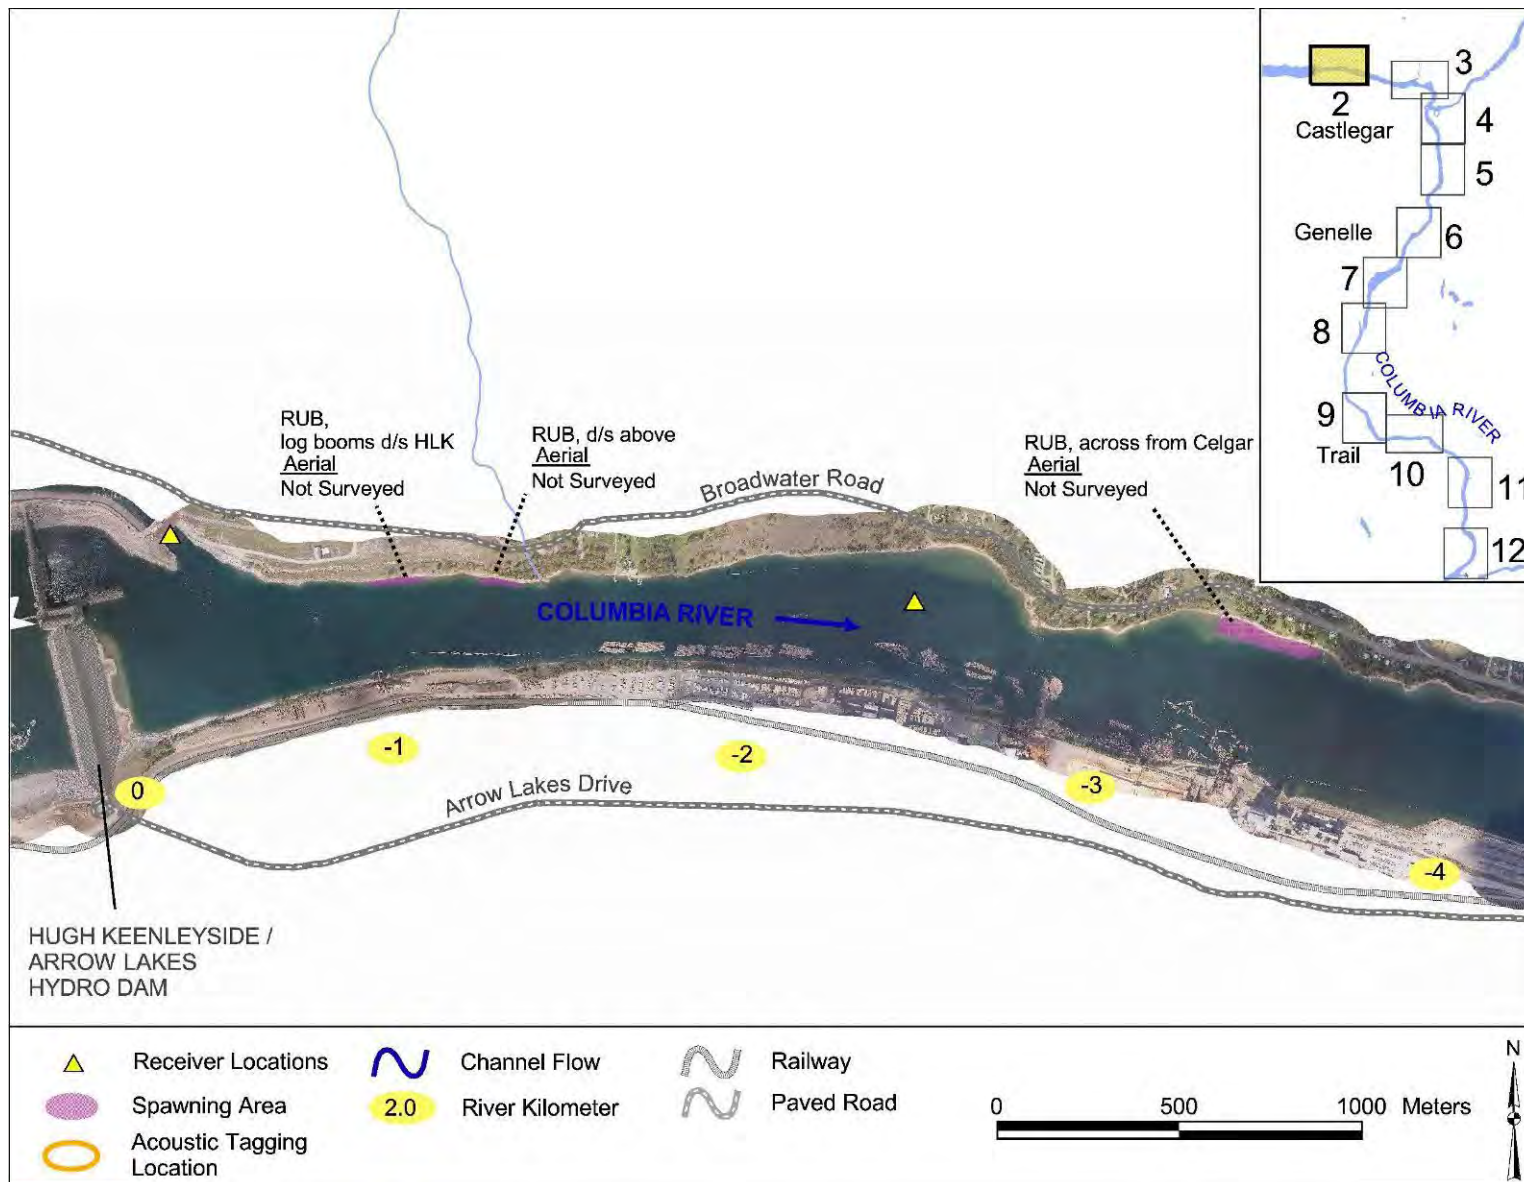 3
2
Castlegar
4
5
Genelle
6
7
8
COLUMBIA RIVER
9
Trail
10
11
12
RUB,
log booms d/s HLK
Aerial
Not Surveyed
RUB, d/s above
Aerial
Not Surveyed
RUB, across from Celgar
Aerial
Not Surveyed
Broadwater Road
COLUMBIA RIVER
0
-1
-2
-3
-4
Arrow Lakes Drive
HUGH KEENLEYSIDE /
ARROW LAKES
HYDRO DAM
Receiver Locations
Spawning Area
Acoustic Tagging
Location
Channel Flow
2.0
River Kilometer
Railway
Paved Road
0 500 1000 Meters
N